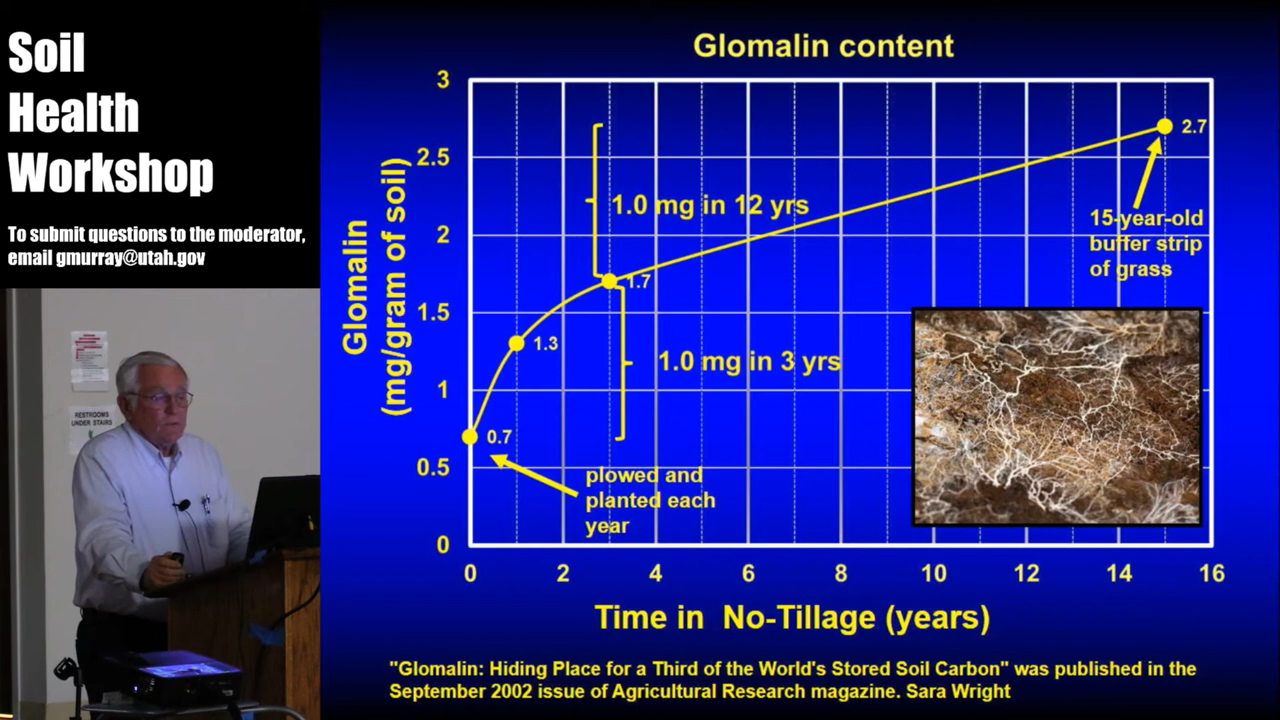 Soil
Health
Workshop
To submit questions to the moderator,
email gmurray@utah.gov
RESTROOMS
UNDER STAIRS
Glomalin content
3
2.5
2
1.5
1
0.5
0
Glomalin
(mg/gram of soil)
2.7
1.0 mg in 12 yrs
15-year-old
buffer strip
of grass
1.7
1.3
1.0 mg in 3 yrs
0.7
plowed and
planted each
year
0 2 4 6 8 10 12 14 16
Time in No-Tillage (years)
"Glomalin: Hiding Place for a Third of the World's Stored Soil Carbon" was published in the
September 2002 issue of Agricultural Research magazine. Sara Wright